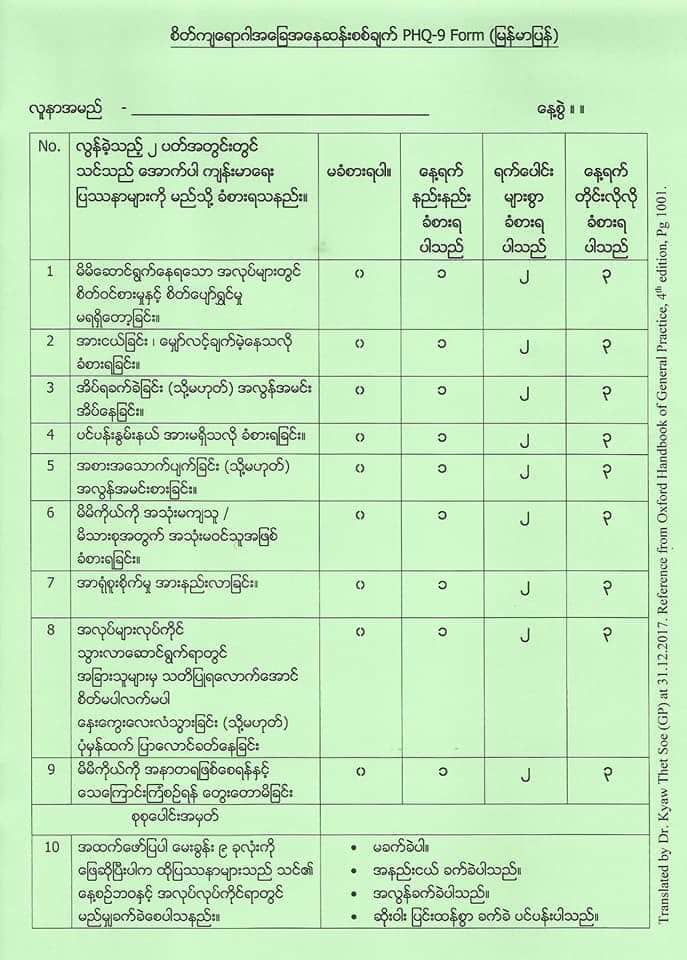 စိတ်ကျရောဂါအခြေအနေဆန်းစစ်ချက် PHQ-9 Form (မြန်မာပြန်)
လူနာအမည် - ____________________ နေ့စွဲ ။ ။
No. လွန်ခဲ့သည့် ၂ ပတ်အတွင်းတွင်
သင်သည် အောက်ပါ ကျန်းမာရေး
ပြဿနာများကို မည်သို့ ခံစားရသနည်း။
မခံစားရပါ။
နေ့ရက်
နည်းနည်း
ခံစားရ
ပါသည်
ရက်ပေါင်း
များစွာ
ခံစားရ
ပါသည်
နေ့ရက်
တိုင်းလိုလို
ခံစားရ
ပါသည်
1 မိမိဆောင်ရွက်နေရသော အလုပ်များတွင် ၀ ၁ ၂ ၃
စိတ်ဝင်စားမှုနှင့် စိတ်ပျော်ရွှင်မှု
မရရှိတော့ခြင်း။
2 အားငယ်ခြင်း ၊ မျှော်လင့်ချက်မဲ့နေသလို ၀ ၁ ၂ ၃
ခံစားရခြင်း။
3 အိပ်ရခက်ခဲခြင်း (သို့မဟုတ်) အလွန်အမင်း ၀ ၁ ၂ ၃
အိပ်နေခြင်း။
4 ပင်ပန်းနွမ်းနယ် အားမရှိသလို ခံစားရခြင်း။ ၀ ၁ ၂ ၃
5 အစားအသောက်ပျက်ခြင်း (သို့မဟုတ်) ၀ ၁ ၂ ၃
အလွန်အမင်းစားခြင်း။
6 မိမိကိုယ်ကို အသုံးမကျသူ / ၀ ၁ ၂ ၃
မိသားစုအတွက် အသုံးမဝင်သူအဖြစ်
ခံစားရခြင်း။
7 အာရုံစူးစိုက်မှု အားနည်းလာခြင်း။ ၀ ၁ ၂ ၃
8 အလုပ်များလုပ်ကိုင် ၀ ၁ ၂ ၃
သွားလာဆောင်ရွက်ရာတွင်
အခြားသူများမှ သတိပြုရလောက်အောင်
စိတ်မပါလက်မပါ
နှေးကွေးလေးလံသွားခြင်း (သို့မဟုတ်)
ပုံမှန်ထက် ပြာလောင်ခတ်နေခြင်း
9 မိမိကိုယ်ကို အနာတရဖြစ်စေရန်နှင့် ၀ ၁ ၂ ၃
သေကြောင်းကြံစဉ်ရန် တွေးတောမိခြင်း
စုစုပေါင်းအမှတ်
10 အထက်ဖော်ပြပါ မေးခွန်း ၉ ခုလုံးကို
ဖြေဆိုပြီးပါက ထိုပြဿနာများသည် သင်၏
နေ့စဉ်ဘဝနှင့် အလုပ်လုပ်ကိုင်ရာတွင်
မည်မျှခက်ခဲစေပါသနည်း။
• မခက်ခဲပါ။
• အနည်းငယ် ခက်ခဲပါသည်။
• အလွန်ခက်ခဲပါသည်။
• ဆိုးဝါး ပြင်းထန်စွာ ခက်ခဲ ပင်ပန်းပါသည်။
Translated by Dr. Kyaw Thet Soe (GP) at 31.12.2017. Reference from Oxford Handbook of General Practice, 4th edition, Pg 1001.